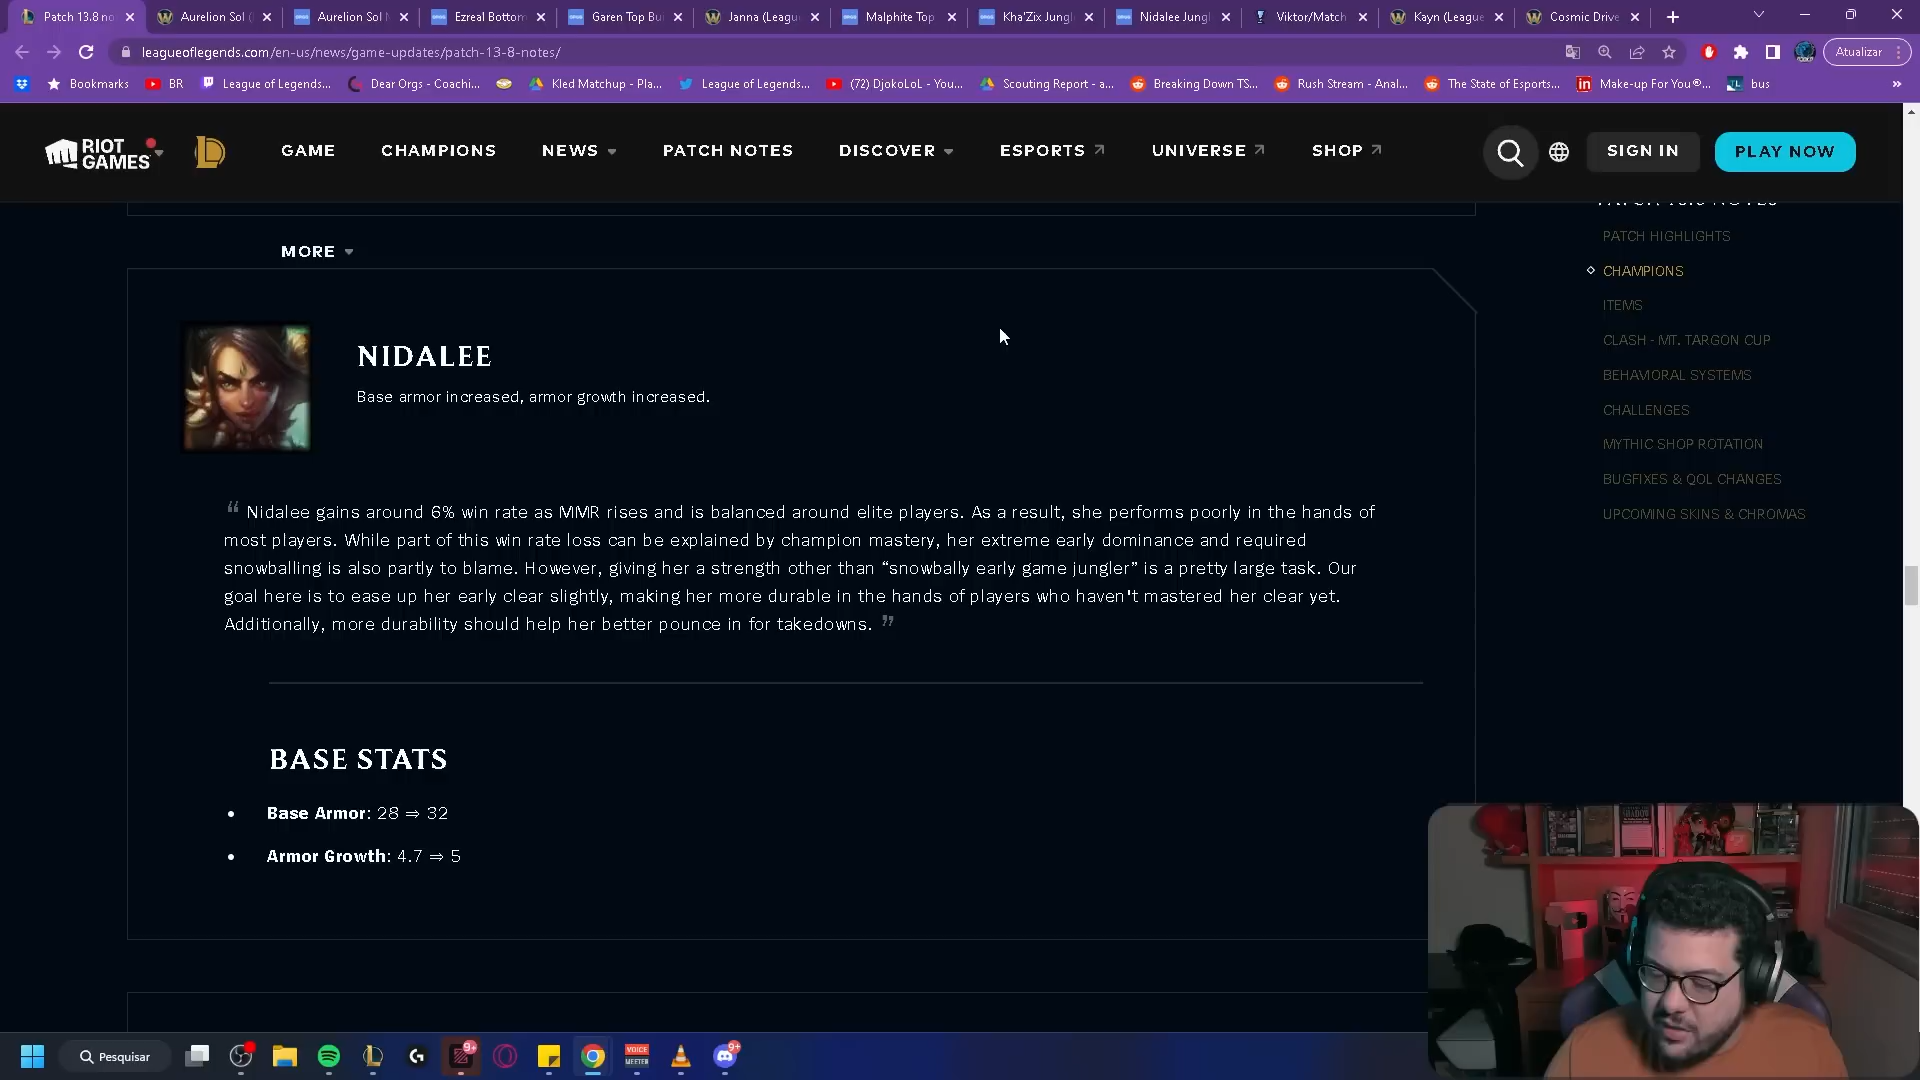 Patch 13.8 no
Aurelion Sol (
Aurelion Sol M
Ezreal Bottom
Garen Top Bui
Janna (Leagu
Malphite Top
Kha'Zix Jungl
Nidalee Jungl
Viktor/Match
Kayn (League
Cosmic Drive
leagueoflegends.com/en-us/news/game-updates/patch-13-8-notes/
Atualizar
Bookmarks
BR
League of Legends...
Dear Orgs - Coachi...
Kled Matchup - Pla...
League of Legends...
(72) DjokoLoL - You...
Scouting Report - a...
Breaking Down TS...
Rush Stream - Anal...
The State of Esports...
Make-up For You®...
bus
»
RIOT GAMES
GAME
CHAMPIONS
NEWS
PATCH NOTES
DISCOVER
ESPORTS
UNIVERSE
SHOP
SIGN IN
PLAY NOW
MORE
PATCH HIGHLIGHTS
CHAMPIONS
ITEMS
CLASH - MT. TARGON CUP
BEHAVIORAL SYSTEMS
CHALLENGES
MYTHIC SHOP ROTATION
BUGFIXES & QOL CHANGES
UPCOMING SKINS & CHROMAS
NIDALEE
Base armor increased, armor growth increased.
“ Nidalee gains around 6% win rate as MMR rises and is balanced around elite players. As a result, she performs poorly in the hands of
most players. While part of this win rate loss can be explained by champion mastery, her extreme early dominance and required
snowballing is also partly to blame. However, giving her a strength other than “snowbally early game jungler” is a pretty large task. Our
goal here is to ease up her early clear slightly, making her more durable in the hands of players who haven't mastered her clear yet.
Additionally, more durability should help her better pounce in for takedowns. ”
BASE STATS
• Base Armor: 28 ⇒ 32
• Armor Growth: 4.7 ⇒ 5
Pesquisar
9+
VOICE
MEETER
9+